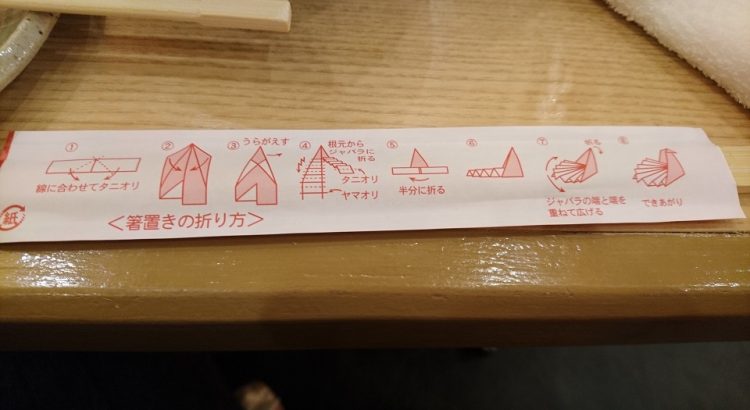 ①
線に合わせてタニオリ
②
③
うらがえす
④
根元から
ジャバラに
折る
タニオリ
ヤマオリ
⑤
半分に折る
⑥
⑦
折る
ジャバラの端と端を
重ねて広げる
⑧
できあがり
紙
<箸置きの折り方>